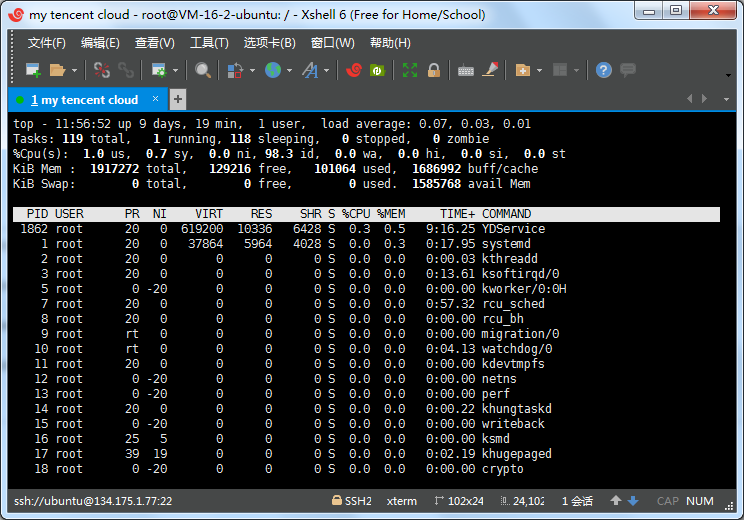 my tencent cloud - root@VM-16-2-ubuntu: / - Xshell 6 (Free for Home/School)
文件(F) 编辑(E) 查看(V) 工具(T) 选项卡(B) 窗口(W) 帮助(H)
1 my tencent cloud × +
top - 11:56:52 up 9 days, 19 min,  1 user,  load average: 0.07, 0.03, 0.01
Tasks: 119 total,   1 running, 118 sleeping,   0 stopped,   0 zombie
%Cpu(s):  1.0 us,  0.7 sy,  0.0 ni, 98.3 id,  0.0 wa,  0.0 hi,  0.0 si,  0.0 st
KiB Mem :  1917272 total,   129216 free,   101064 used,  1686992 buff/cache
KiB Swap:        0 total,        0 free,        0 used.  1585768 avail Mem
PID USER      PR  NI    VIRT    RES    SHR S %CPU %MEM     TIME+ COMMAND
1862 root      20   0  619200  10336   6428 S  0.3  0.5   9:16.25 YDService
1 root      20   0   37864   5964   4028 S  0.0  0.3   0:17.95 systemd
2 root      20   0       0      0      0 S  0.0  0.0   0:00.03 kthreadd
3 root      20   0       0      0      0 S  0.0  0.0   0:13.61 ksoftirqd/0
5 root       0 -20       0      0      0 S  0.0  0.0   0:00.00 kworker/0:0H
7 root      20   0       0      0      0 S  0.0  0.0   0:57.32 rcu_sched
8 root      20   0       0      0      0 S  0.0  0.0   0:00.00 rcu_bh
9 root      rt   0       0      0      0 S  0.0  0.0   0:00.00 migration/0
10 root      rt   0       0      0      0 S  0.0  0.0   0:04.13 watchdog/0
11 root      20   0       0      0      0 S  0.0  0.0   0:00.00 kdevtmpfs
12 root       0 -20       0      0      0 S  0.0  0.0   0:00.00 netns
13 root       0 -20       0      0      0 S  0.0  0.0   0:00.00 perf
14 root      20   0       0      0      0 S  0.0  0.0   0:00.22 khungtaskd
15 root       0 -20       0      0      0 S  0.0  0.0   0:00.00 writeback
16 root      25   5       0      0      0 S  0.0  0.0   0:00.00 ksmd
17 root      39  19       0      0      0 S  0.0  0.0   0:02.19 khugepaged
18 root       0 -20       0      0      0 S  0.0  0.0   0:00.00 crypto
ssh://ubuntu@134.175.1.77:22 SSH2 xterm 102x24 24,102 1 会话 CAP NUM